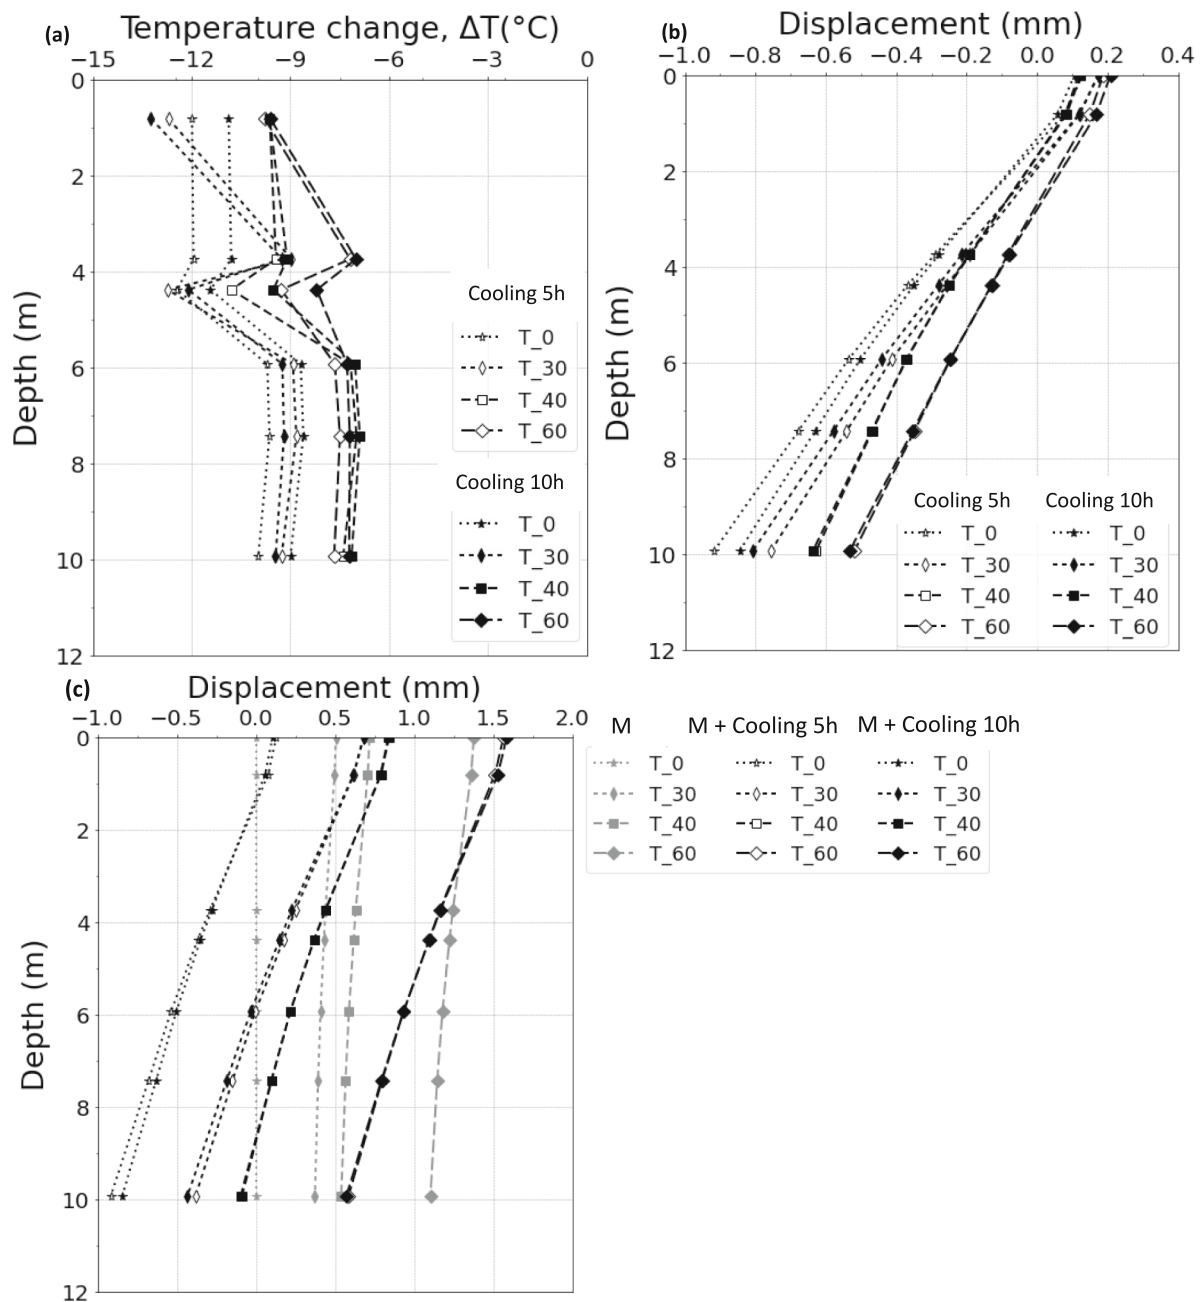 (a) Temperature change, ΔT(°C)
−15 −12 −9 −6 −3 0
0
2
4
6
8
10
12
Depth (m)
Cooling 5h
T_0
T_30
T_40
T_60
Cooling 10h
T_0
T_30
T_40
T_60
(b) Displacement (mm)
−1.0 −0.8 −0.6 −0.4 −0.2 0.0 0.2 0.4
0
2
4
6
8
10
12
Depth (m)
Cooling 5h Cooling 10h
T_0 T_0
T_30 T_30
T_40 T_40
T_60 T_60
(c) Displacement (mm)
−1.0 −0.5 0.0 0.5 1.0 1.5 2.0
0
2
4
6
8
10
12
Depth (m)
M M + Cooling 5h M + Cooling 10h
T_0 T_0 T_0
T_30 T_30 T_30
T_40 T_40 T_40
T_60 T_60 T_60